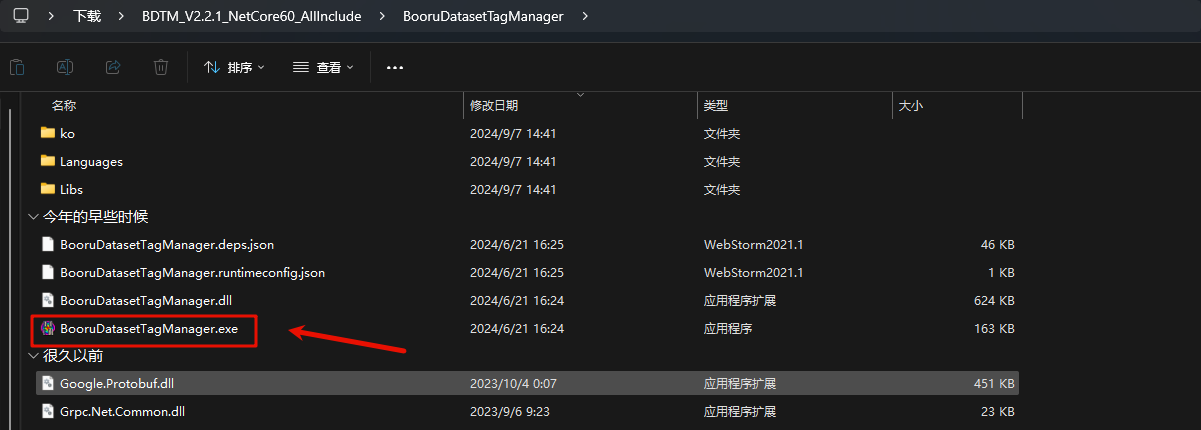 下载 BDTM_V2.2.1_NetCore60_AllInclude BooruDatasetTagManager
排序 查看
名称 修改日期 类型 大小
ko 2024/9/7 14:41 文件夹
Languages 2024/9/7 14:41 文件夹
Libs 2024/9/7 14:41 文件夹
今年的早些时候
BooruDatasetTagManager.deps.json 2024/6/21 16:25 WebStorm2021.1 46 KB
BooruDatasetTagManager.runtimeconfig.json 2024/6/21 16:25 WebStorm2021.1 1 KB
BooruDatasetTagManager.dll 2024/6/21 16:24 应用程序扩展 624 KB
BooruDatasetTagManager.exe 2024/6/21 16:24 应用程序 163 KB
很久以前
Google.Protobuf.dll 2023/10/4 0:07 应用程序扩展 451 KB
Grpc.Net.Common.dll 2023/9/6 9:23 应用程序扩展 23 KB